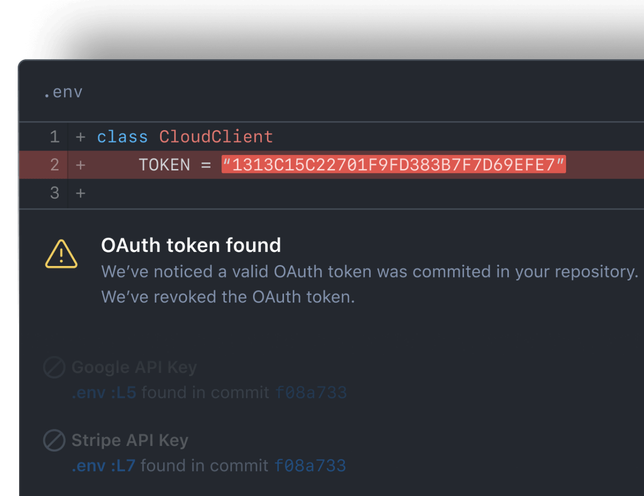 .env
1 + class CloudClient
2 + TOKEN = “1313C15C22701F9FD383B7F7D69EFE7”
3 +
OAuth token found
We’ve noticed a valid OAuth token was commited in your repository.
We’ve revoked the OAuth token.
Google API Key
.env :L5 found in commit f08a733
Stripe API Key
.env :L7 found in commit f08a733